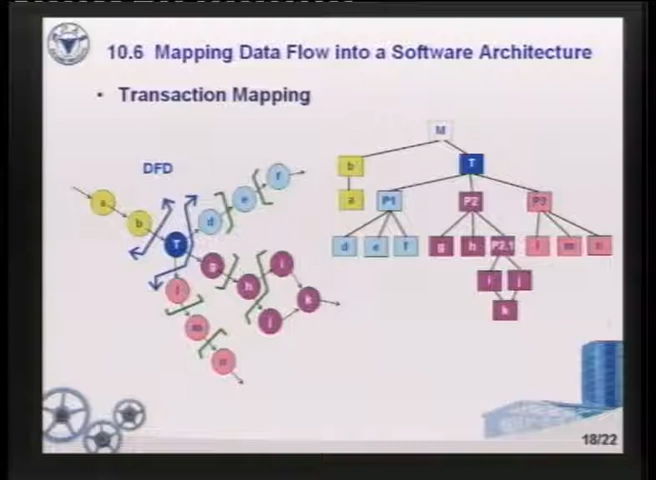 10.6 Mapping Data Flow into a Software Architecture
• Transaction Mapping
DFD
a
b
T
d
e
f
g
h
i
j
k
l
m
n
M
b
T
a
P1
P2
P3
d
e
f
g
h
P2.1
l
m
n
i
j
k
18/22